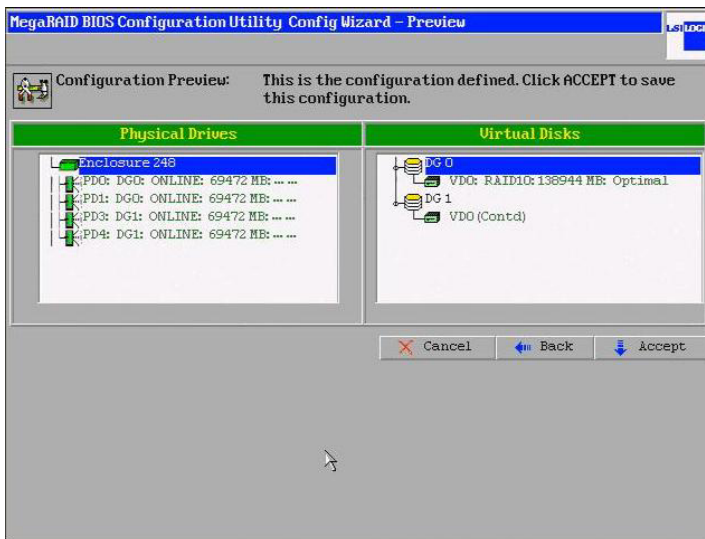 MegaRAID BIOS Configuration Utility Config Wizard - Preview
LSI LOGIC
Configuration Preview: This is the configuration defined. Click ACCEPT to save
this configuration.
Physical Drives
Enclosure 248
PD0: DG0: ONLINE: 69472 MB: --- ---
PD1: DG0: ONLINE: 69472 MB: --- ---
PD3: DG1: ONLINE: 69472 MB: --- ---
PD4: DG1: ONLINE: 69472 MB: --- ---
Virtual Disks
DG 0
VD0: RAID10: 138944 MB: Optimal
DG 1
VD0 (Contd)
Cancel
Back
Accept